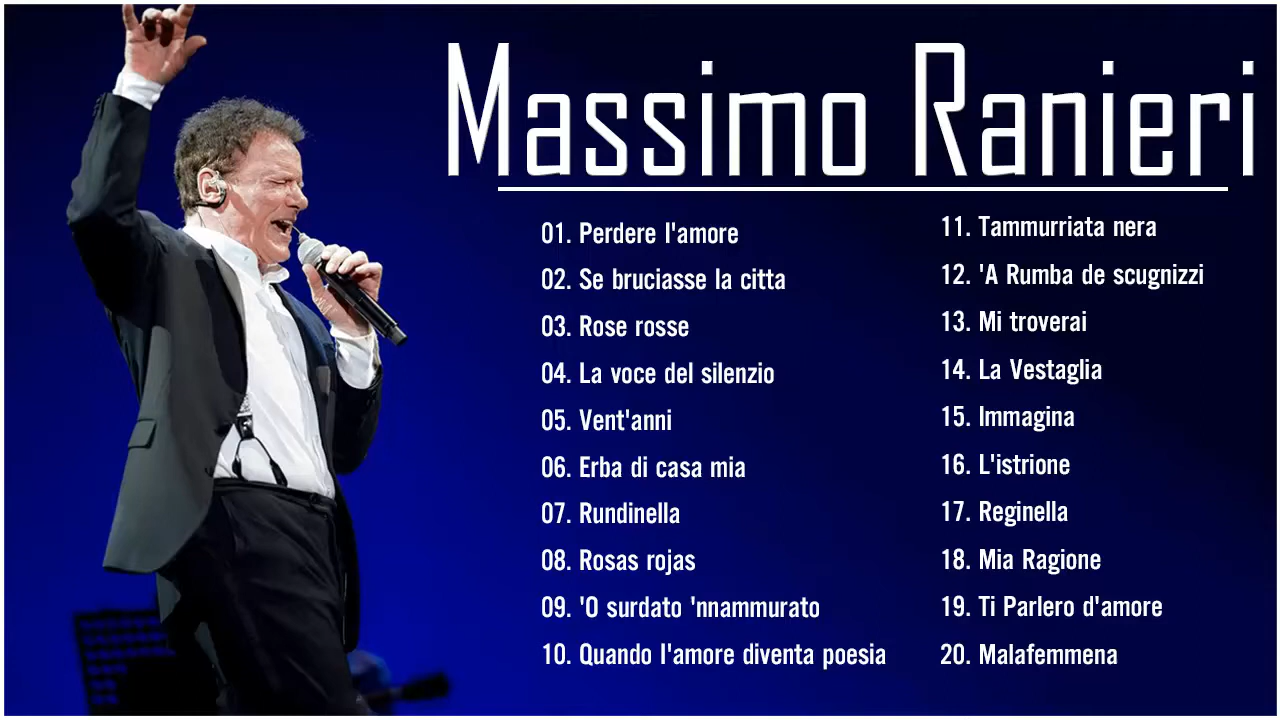 Massimo Ranieri
01. Perdere l'amore
02. Se bruciasse la citta
03. Rose rosse
04. La voce del silenzio
05. Vent'anni
06. Erba di casa mia
07. Rundinella
08. Rosas rojas
09. 'O surdato 'nnammurato
10. Quando l'amore diventa poesia
11. Tammurriata nera
12. 'A Rumba de scugnizzi
13. Mi troverai
14. La Vestaglia
15. Immagina
16. L'istrione
17. Reginella
18. Mia Ragione
19. Ti Parlero d'amore
20. Malafemmena